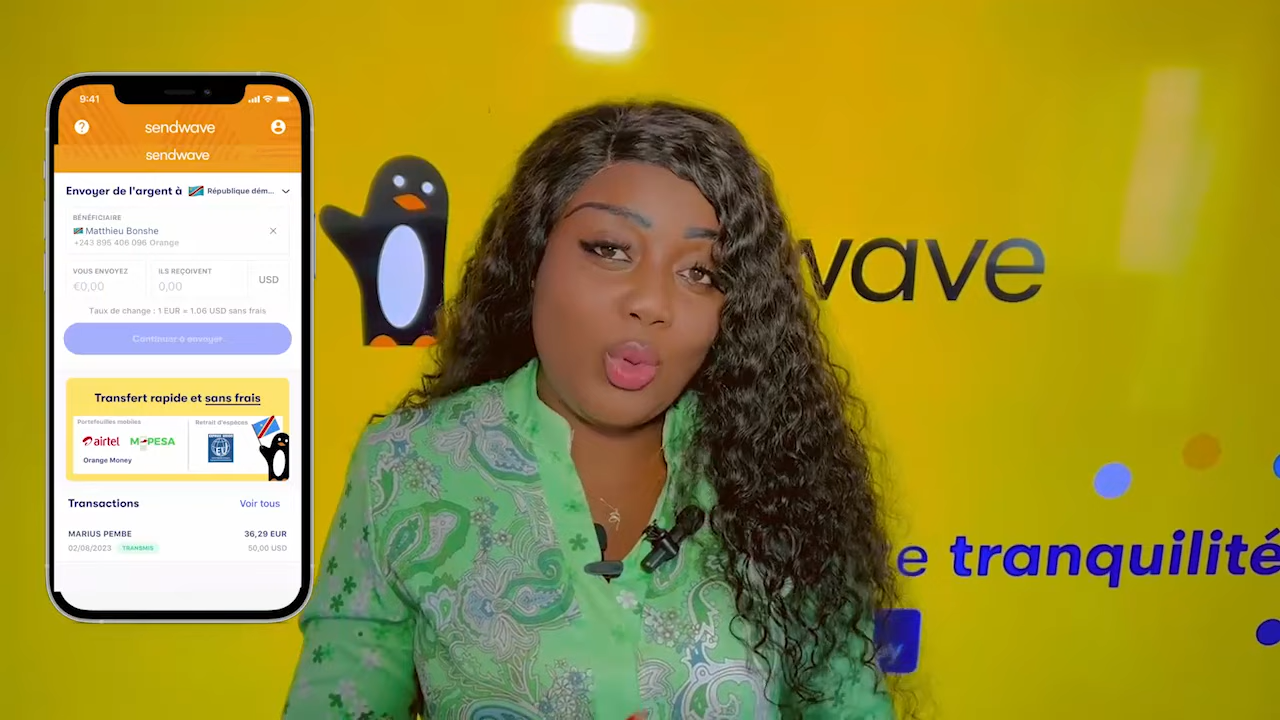 9:41
sendwave
sendwave
Envoyer de l'argent à République dém...
BÉNÉFICIAIRE
Matthieu Bonshe
+243 895 406 096 Orange
VOUS ENVOYEZ
ILS REÇOIVENT
€0,00
0,00
USD
Taux de change : 1 EUR = 1.06 USD sans frais
Continuer à envoyer
Transfert rapide et sans frais
Portefeuilles mobiles
Retrait d'espèces
airtel
M-PESA
Orange Money
Transactions
Voir tous
MARIUS PEMBE
36,29 EUR
02/08/2023
TRANSMIS
50,00 USD
wave
e tranquilité